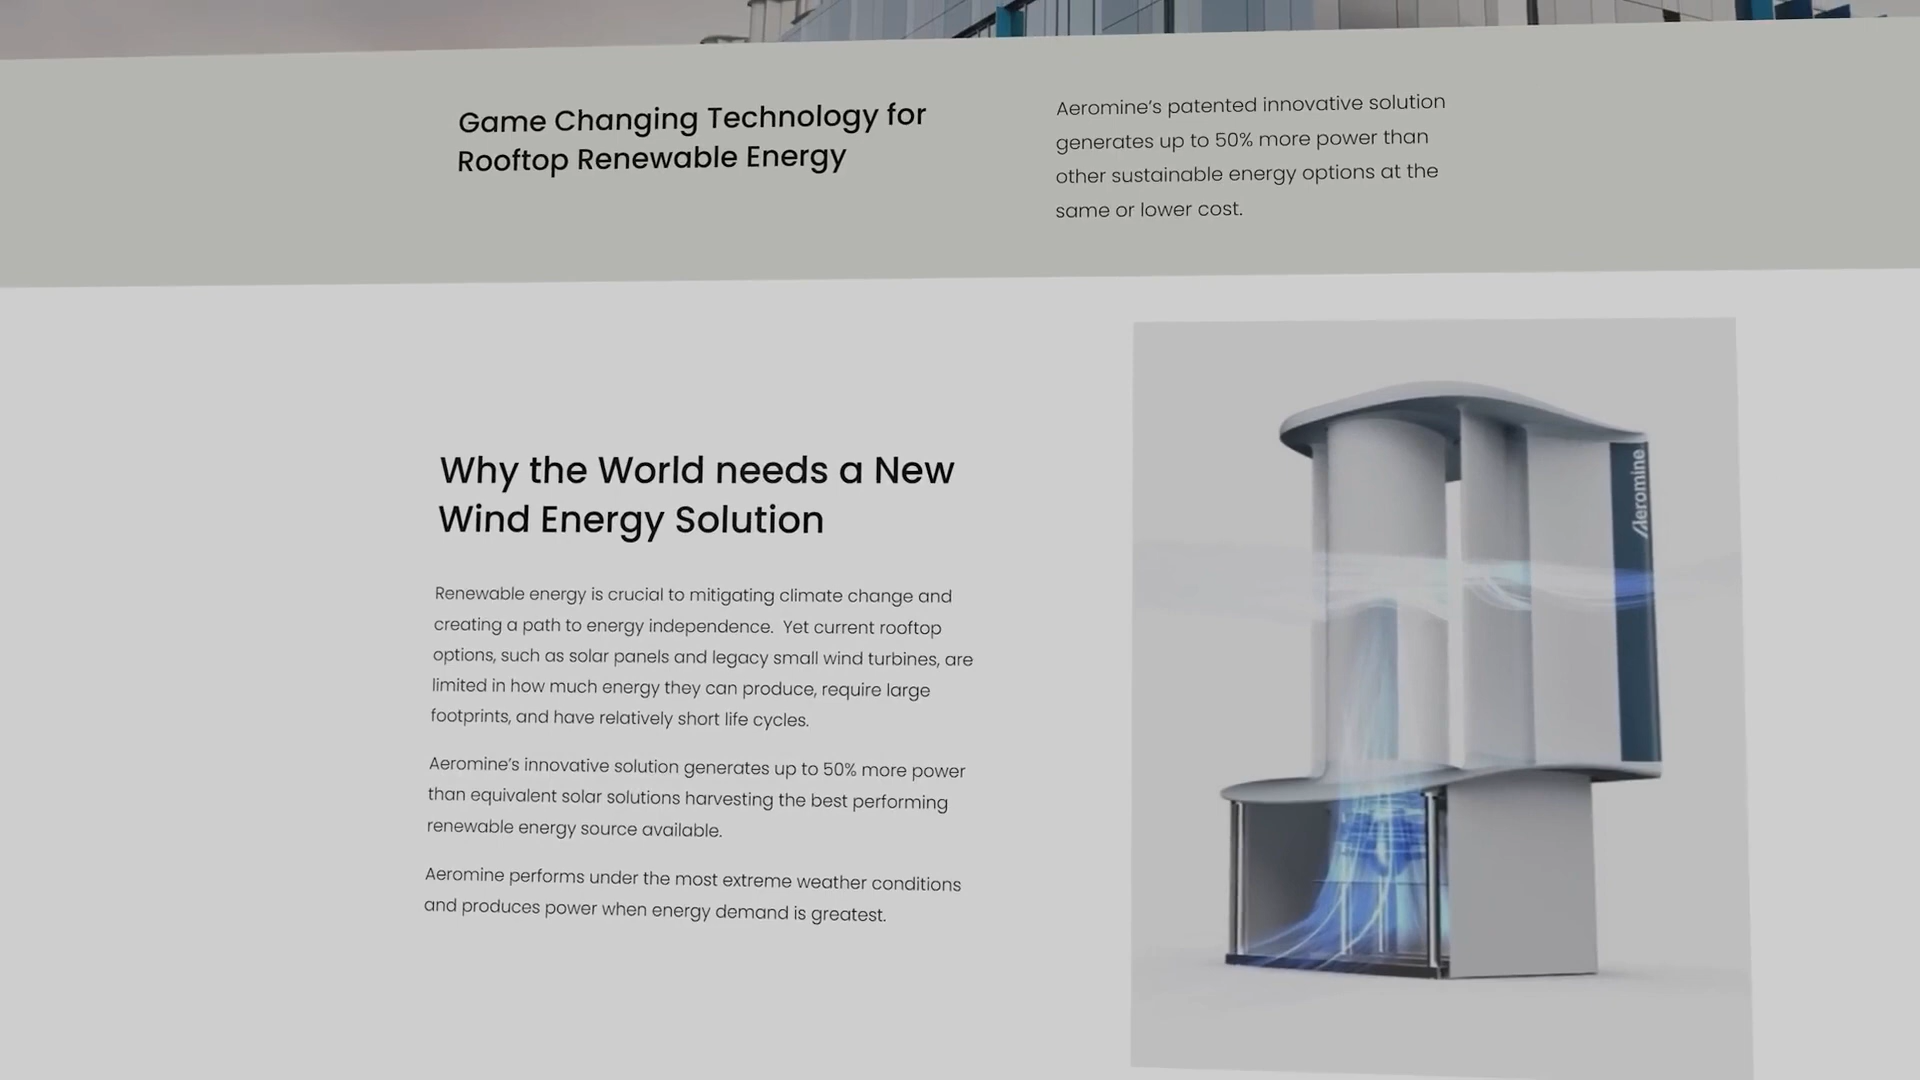 Game Changing Technology for
Rooftop Renewable Energy
Aeromine's patented innovative solution
generates up to 50% more power than
other sustainable energy options at the
same or lower cost.
Why the World needs a New
Wind Energy Solution
Renewable energy is crucial to mitigating climate change and
creating a path to energy independence.  Yet current rooftop
options, such as solar panels and legacy small wind turbines, are
limited in how much energy they can produce, require large
footprints, and have relatively short life cycles.
Aeromine's innovative solution generates up to 50% more power
than equivalent solar solutions harvesting the best performing
renewable energy source available.
Aeromine performs under the most extreme weather conditions
and produces power when energy demand is greatest.
Aeromine